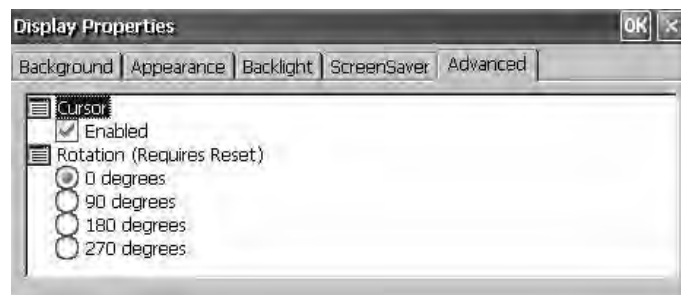 Display Properties OK ×
Background Appearance Backlight ScreenSaver Advanced
Cursor
Enabled
Rotation (Requires Reset)
0 degrees
90 degrees
180 degrees
270 degrees